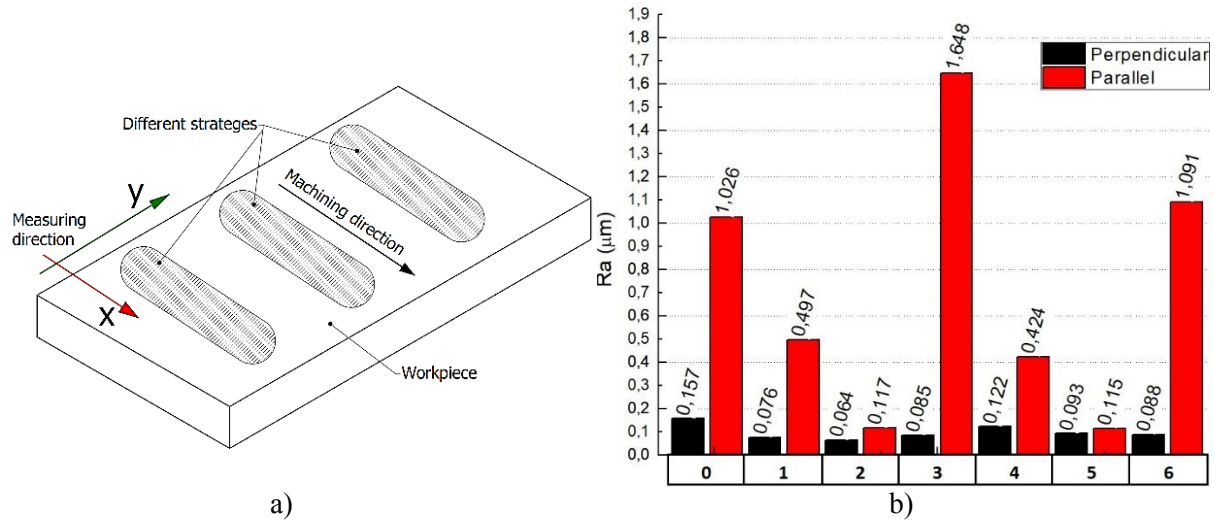 Different strateges
y
Measuring
direction
x
Machining direction
Workpiece
a)
Ra (μm)
1,9
1,8
1,7
1,6
1,5
1,4
1,3
1,2
1,1
1,0
0,9
0,8
0,7
0,6
0,5
0,4
0,3
0,2
0,1
0,0
Perpendicular
Parallel
0,157
1,026
0,076
0,497
0,064
0,117
0,085
1,648
0,122
0,424
0,093
0,115
0,088
1,091
0 1 2 3 4 5 6
b)